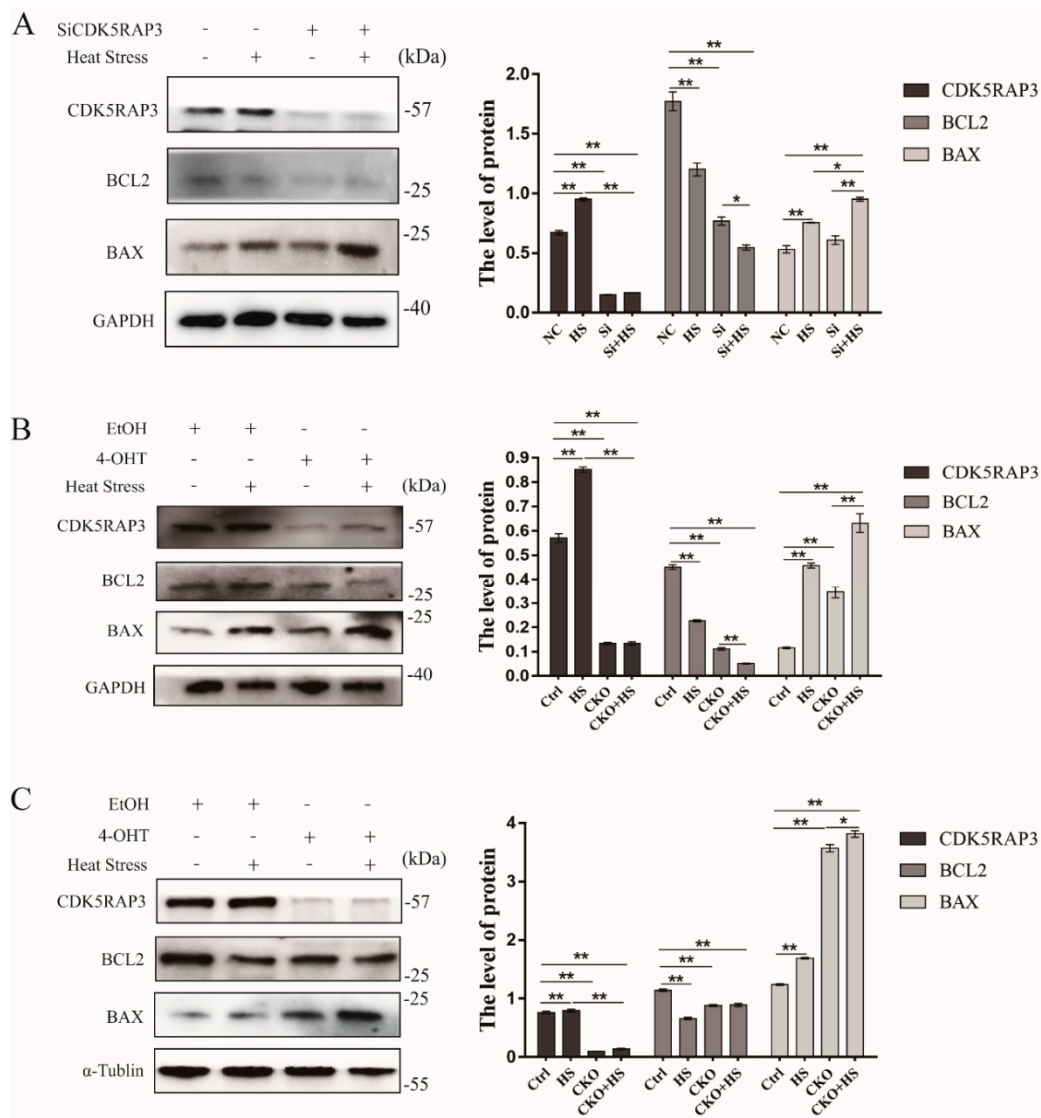 A
SiCDK5RAP3 - - + +
Heat Stress - + - + (kDa)
CDK5RAP3 -57
BCL2 -25
BAX -25
GAPDH -40
The level of protein
2.0
1.5
1.0
0.5
0.0
** ** ** **
** ** ** *
** ** * **
NC HS Si Si+HS NC HS Si Si+HS NC HS Si Si+HS
CDK5RAP3
BCL2
BAX
B
EtOH + + - -
4-OHT - - + +
Heat Stress - + - + (kDa)
CDK5RAP3 -57
BCL2 -25
BAX -25
GAPDH -40
The level of protein
0.9
0.8
0.6
0.5
0.3
0.2
0.1
0.0
** ** ** **
** ** ** **
** ** ** **
Ctrl HS CKO CKO+HS Ctrl HS CKO CKO+HS Ctrl HS CKO CKO+HS
CDK5RAP3
BCL2
BAX
C
EtOH + + - -
4-OHT - - + +
Heat Stress - + - + (kDa)
CDK5RAP3 -57
BCL2 -25
BAX -25
α-Tublin -55
The level of protein
4
3
2
1
0
** ** ** **
** ** **
** ** * **
Ctrl HS CKO CKO+HS Ctrl HS CKO CKO+HS Ctrl HS CKO CKO+HS
CDK5RAP3
BCL2
BAX